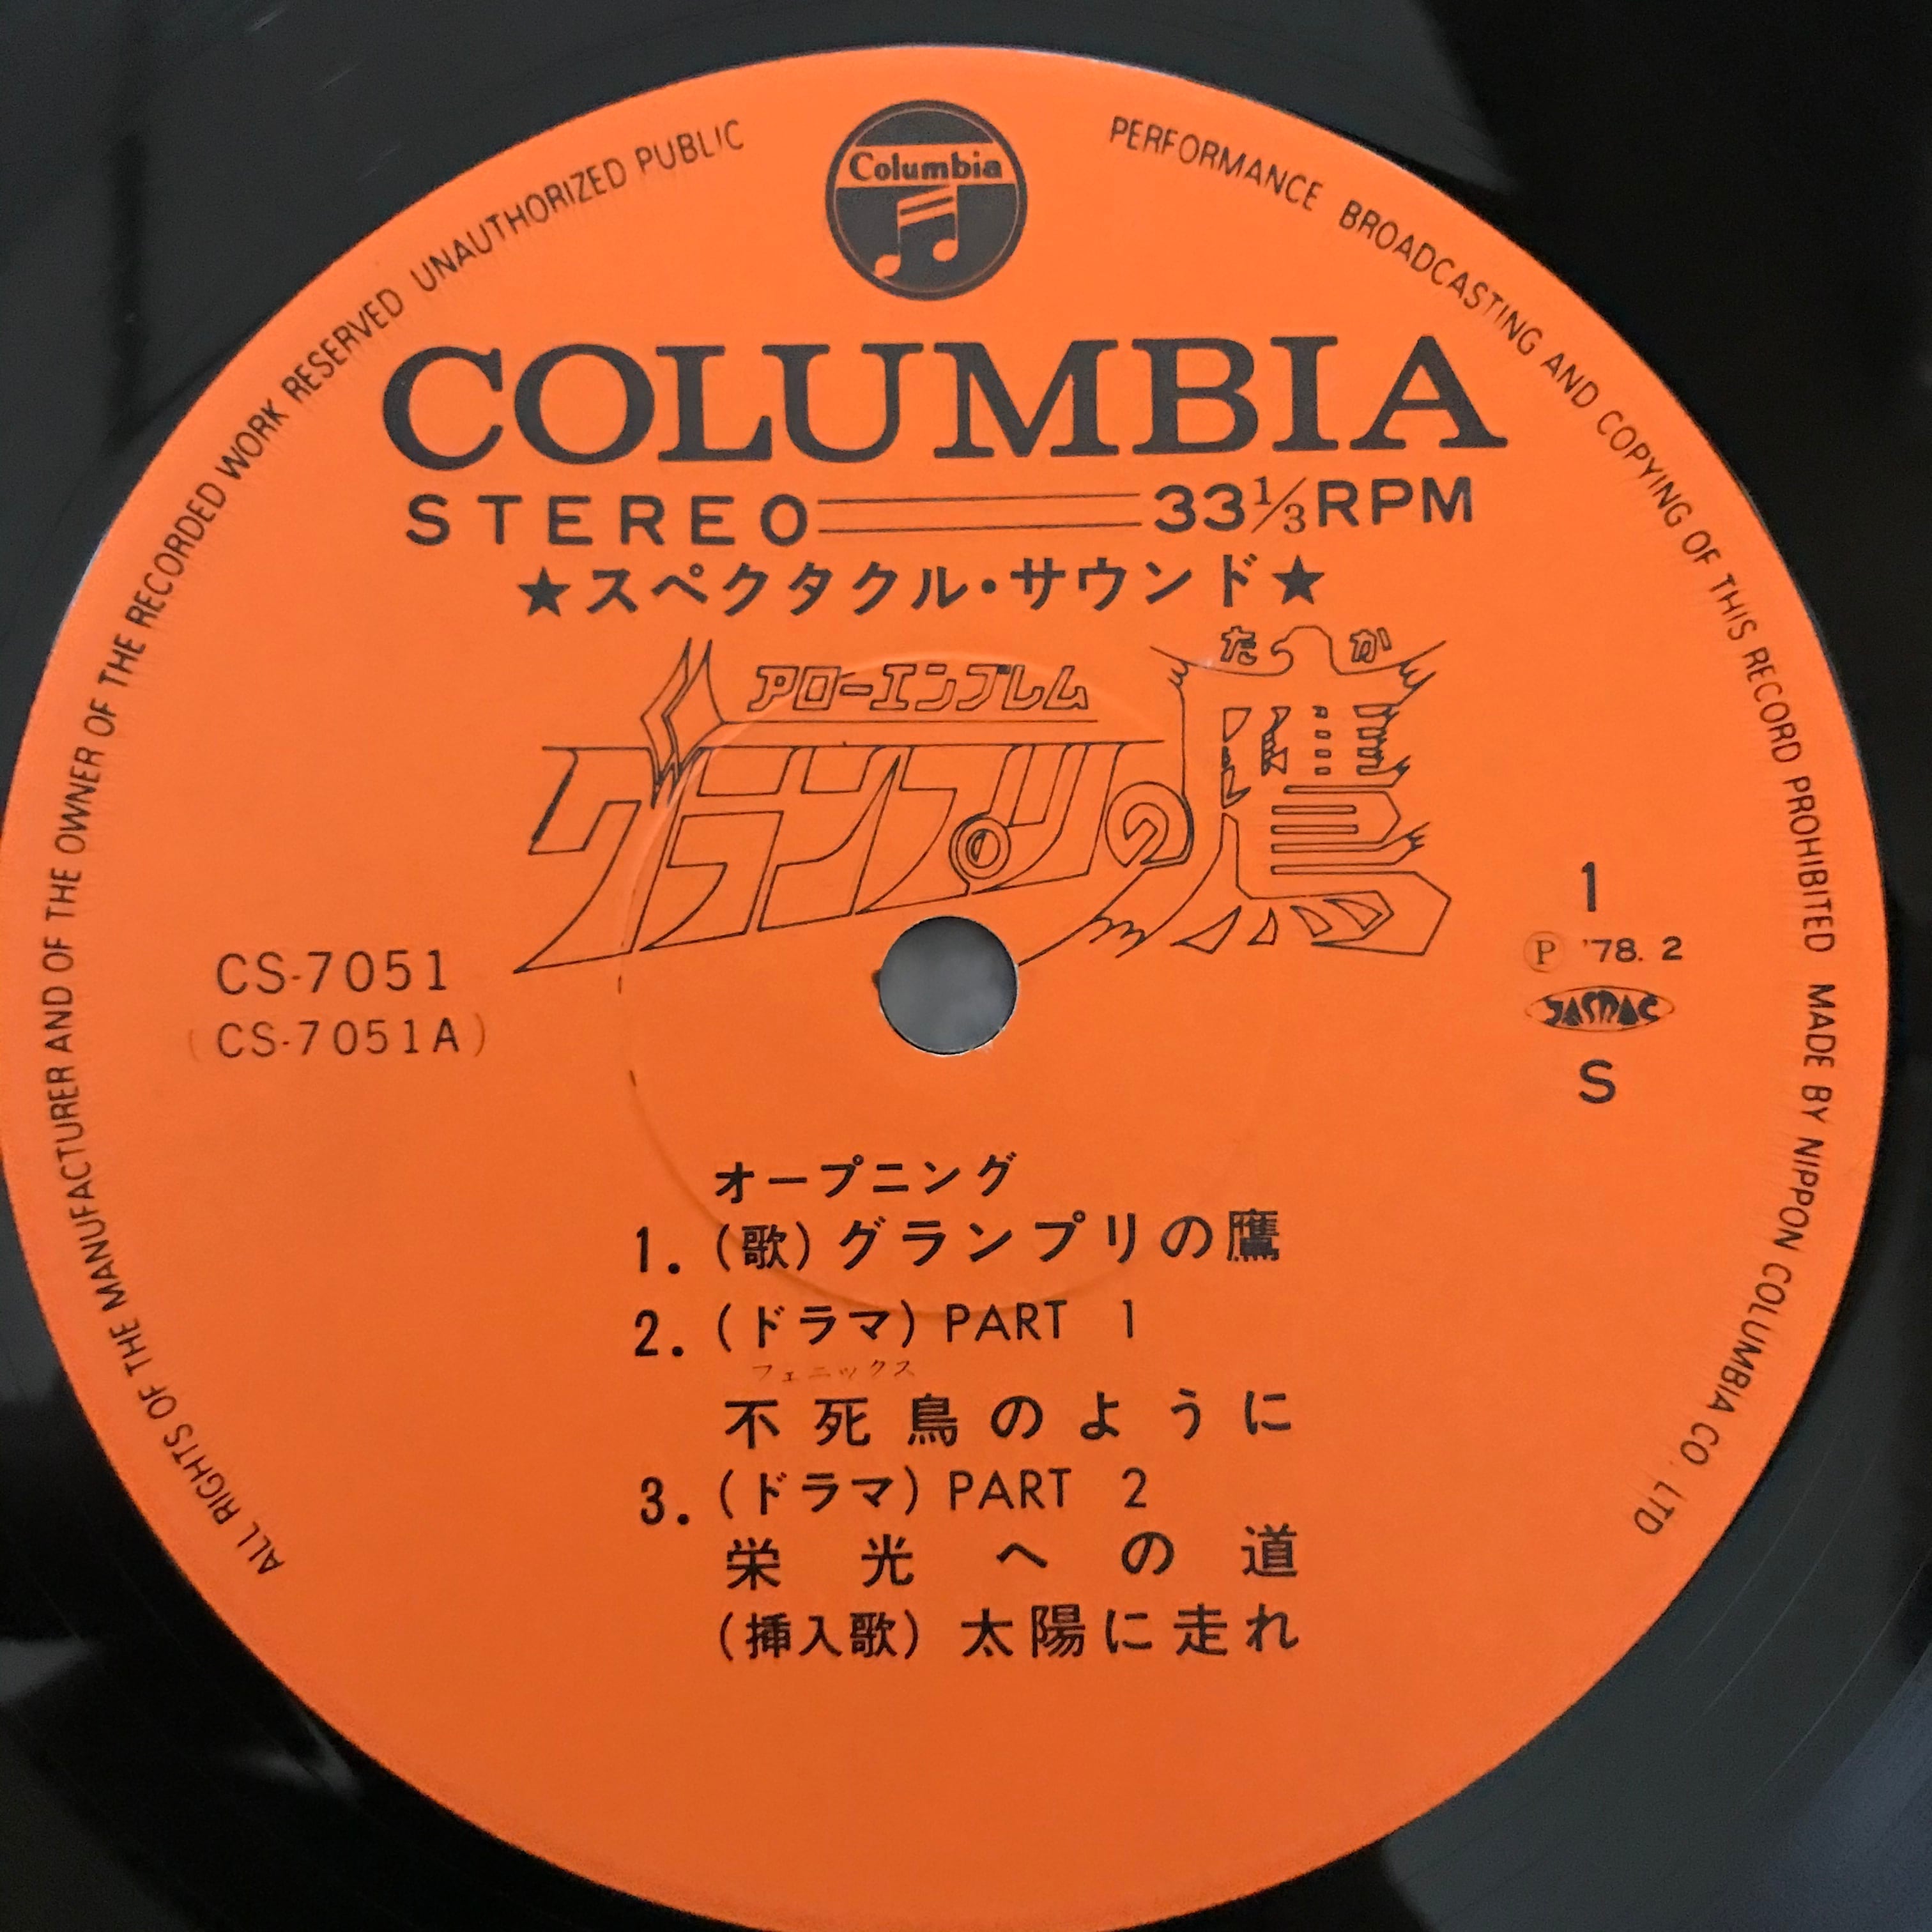 Columbia
ALL RIGHTS OF THE MANUFACTURER AND OF THE OWNER OF THE RECORDED WORK RESERVED UNAUTHORIZED PUBLIC PERFORMANCE BROADCASTING AND COPYING OF THIS RECORD PROHIBITED MADE BY NIPPON COLUMBIA CO. LTD
COLUMBIA
STEREO 33⅓RPM
★スペクタクル・サウンド★
アローエンブレム
たか
グランプリの鷹
CS-7051
(CS-7051A)
1
Ⓟ '78. 2
JASRAC
S
オープニング
1. (歌) グランプリの鷹
2. (ドラマ) PART 1
フェニックス
不死鳥のように
3. (ドラマ) PART 2
栄光への道
(挿入歌) 太陽に走れ